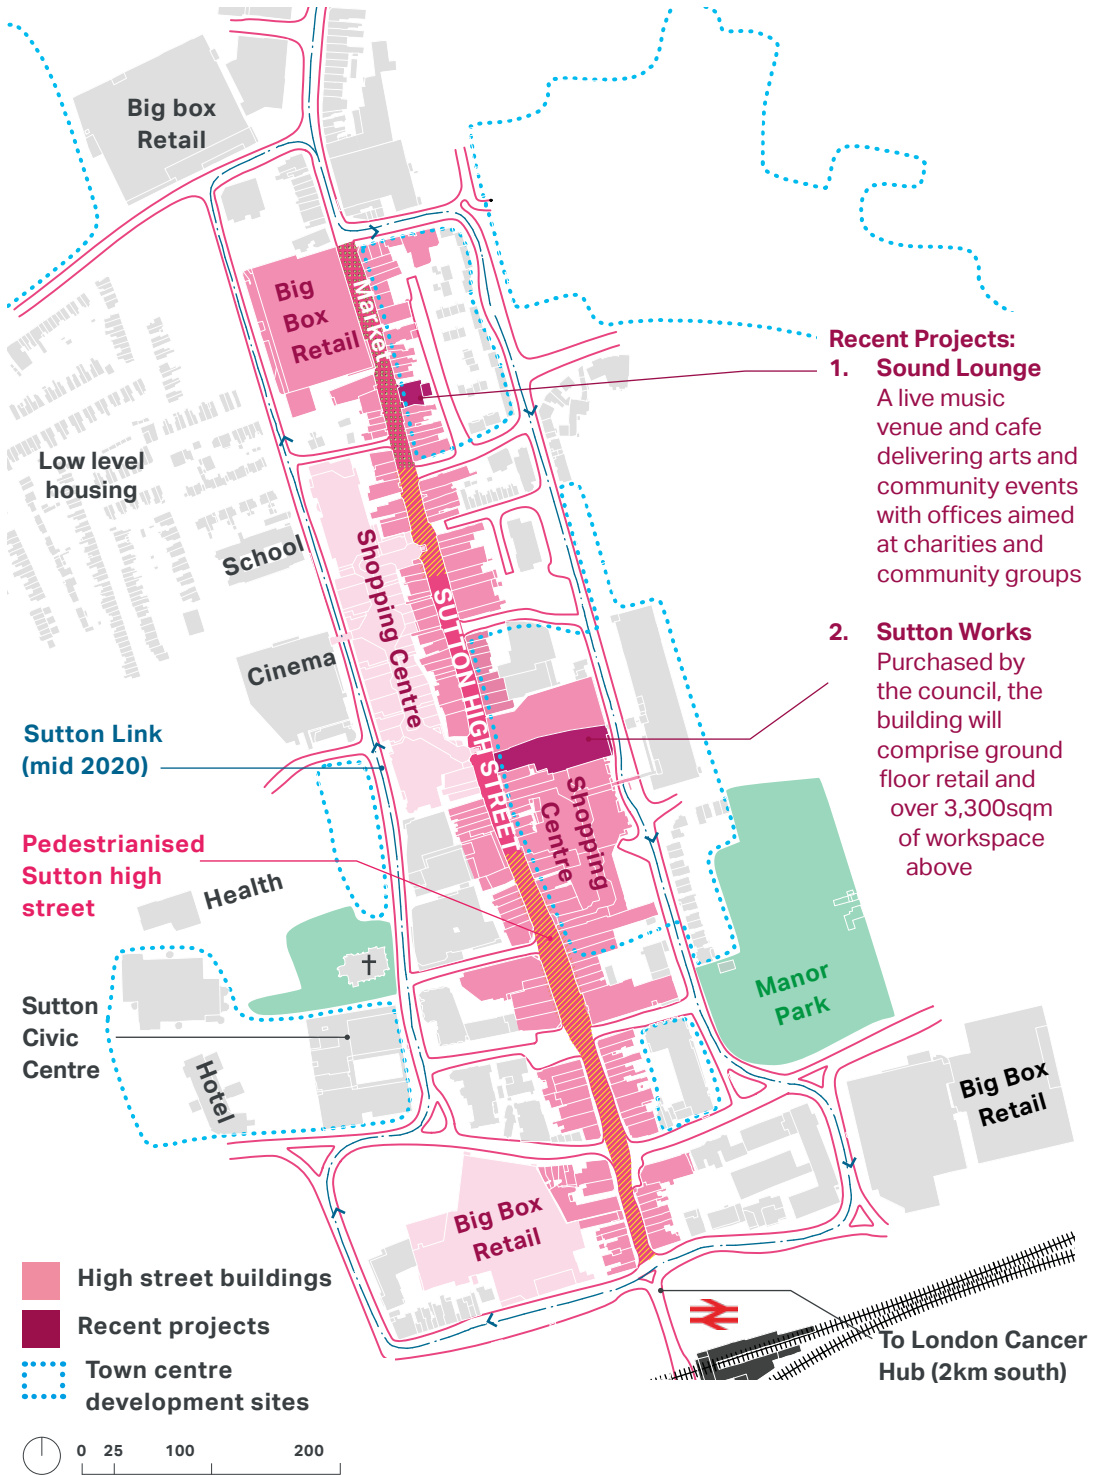 Big box
Retail
Big
Box
Retail
Market
Recent Projects:
1. Sound Lounge
A live music
venue and cafe
delivering arts and
community events
with offices aimed
at charities and
community groups
Low level
housing
School
Shopping Centre
SUTTON HIGH STREET
2. Sutton Works
Purchased by
the council, the
building will
comprise ground
floor retail and
over 3,300sqm
of workspace
above
Cinema
Sutton Link
(mid 2020)
Shopping
Centre
Pedestrianised
Sutton high
street
Health
Manor
Park
Sutton
Civic
Centre
Hotel
Big Box
Retail
Big Box
Retail
High street buildings
Recent projects
Town centre
development sites
To London Cancer
Hub (2km south)
0 25 100 200